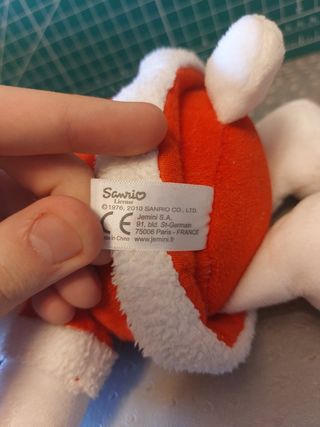 Sanrio
License
©1976, 2010 SANRIO CO., LTD.
CE
Jemini S.A.
91, bld. St-Germain
75006 Paris - FRANCE
www.jemini.fr
in China